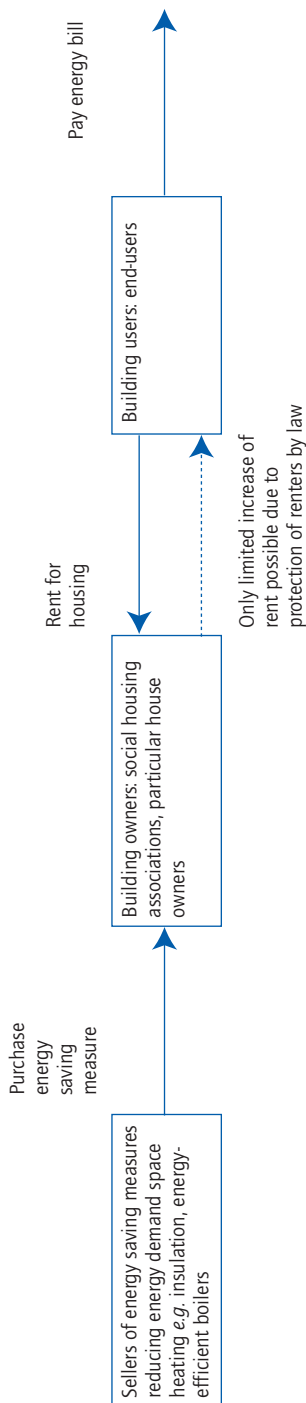 Sellers of energy saving measures
reducing energy demand space
heating e.g. insulation, energy-
efficient boilers
Purchase
energy
saving
measure
Building owners: social housing
associations, particular house
owners
Rent for
housing
Only limited increase of
rent possible due to
protection of renters by law
Building users: end-users
Pay energy bill